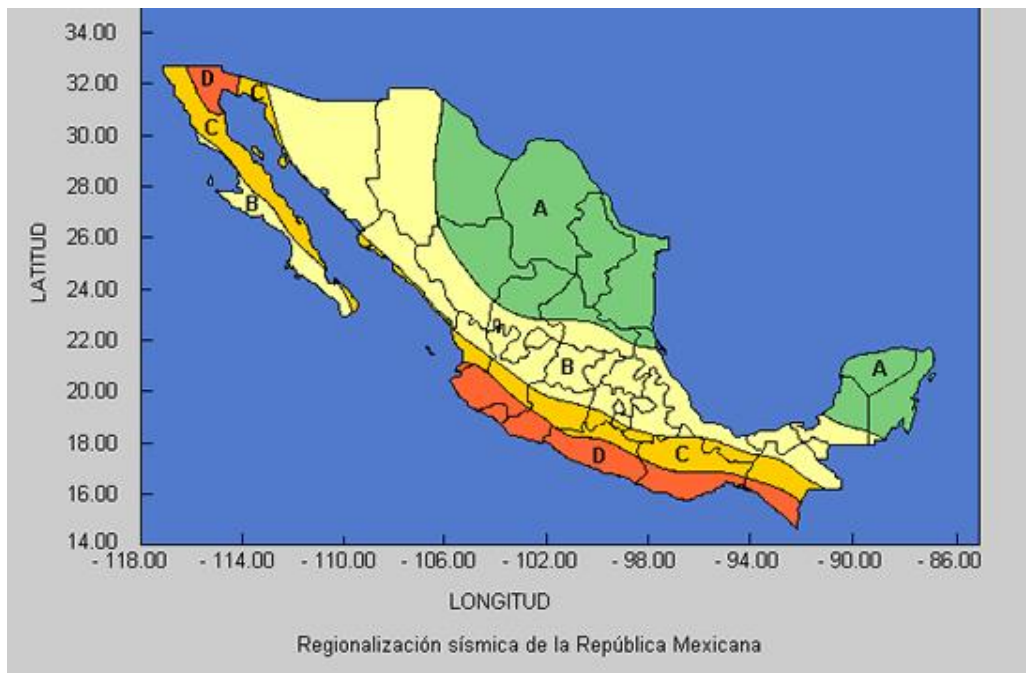 34.00
32.00
30.00
28.00
26.00
24.00
22.00
20.00
18.00
16.00
14.00
LATITUD
D
C
C
B
A
B
A
D
C
- 118.00 - 114.00 - 110.00 - 106.00 - 102.00 - 98.00 - 94.00 - 90.00 - 86.00
LONGITUD
Regionalización sísmica de la República Mexicana